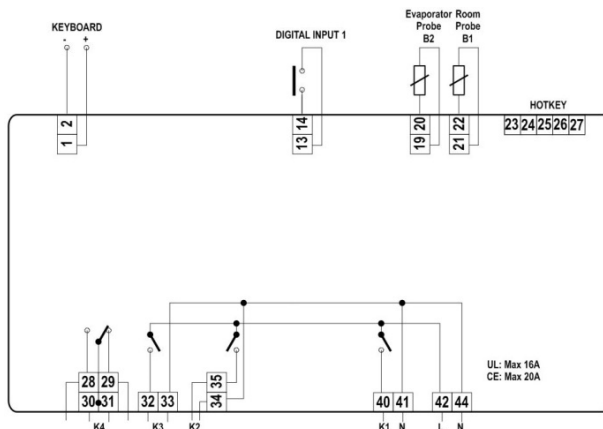 KEYBOARD
- +
DIGITAL INPUT 1
Evaporator Probe B2
Room Probe B1
HOTKEY
2
1
14
13
20
19
22
21
23 24 25 26 27
UL: Max 16A
CE: Max 20A
28 29
30 31
32 33
35
34
40 41
42 44
K4 K3 K2 K1 N L N